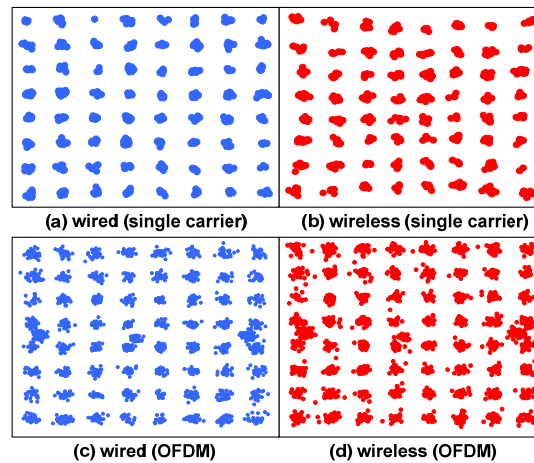 (a) wired (single carrier)
(b) wireless (single carrier)
(c) wired (OFDM)
(d) wireless (OFDM)